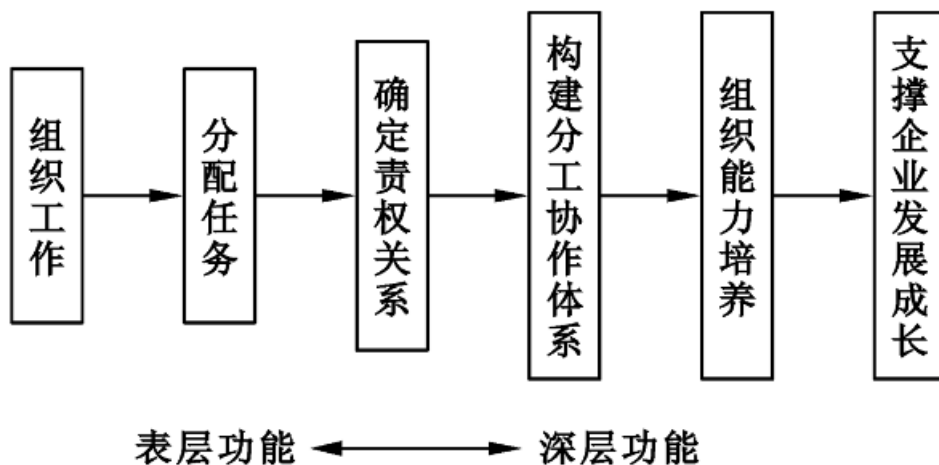 组织工作
分配任务
确定责权关系
构建分工协作体系
组织能力培养
支撑企业发展成长
表层功能
深层功能